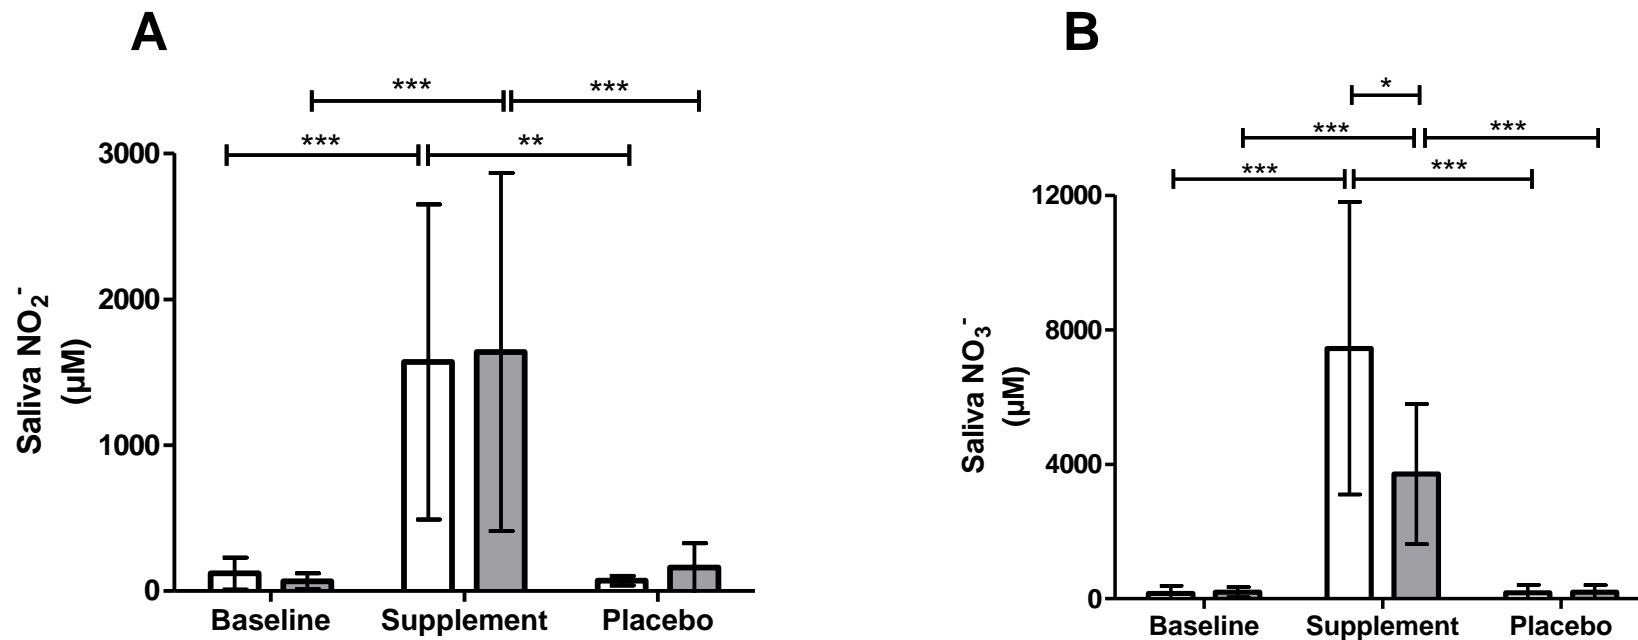 A
***
***
***
**
3000
2000
1000
0
Saliva NO2-
(µM)
Baseline
Supplement
Placebo
B
*
***
***
***
***
12000
8000
4000
0
Saliva NO3-
(µM)
Baseline
Supplement
Placebo